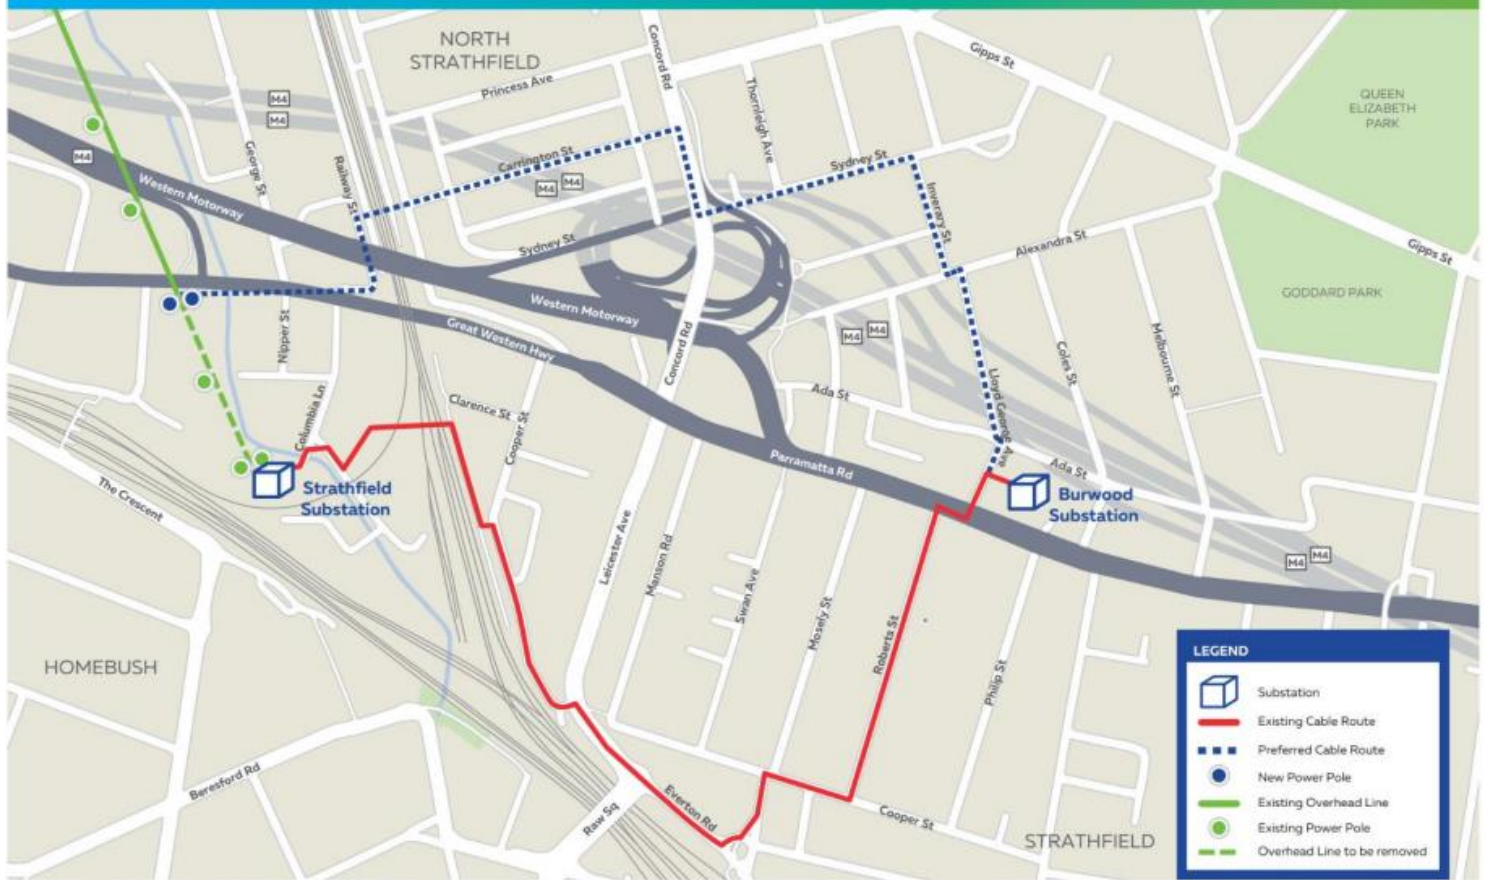 NORTH
STRATHFIELD
Concord Rd
Gipps St
Princess Ave
QUEEN
ELIZABETH
PARK
M4
M4
Thornleigh Ave
George St
M4
Railway St
Carrington St
Sydney St
M4
M4
Western Motorway
Inverary St
Sydney St
Alexandra St
Gipps St
GODDARD PARK
Western Motorway
Nipper St
Great Western Hwy
Concord Rd
M4
M4
Coles St
Melbourne St
Columbia Ln
Clarence St
Cooper St
Ada St
Lloyd George Ave
Parramatta Rd
Ada St
The Crescent
Strathfield
Substation
Burwood
Substation
Leicester Ave
Manson Rd
M4
M4
Swan Ave
Mosely St
Roberts St
Philip St
HOMEBUSH
Beresford Rd
Raw Sq
Everton Rd
Cooper St
STRATHFIELD
LEGEND
Substation
Existing Cable Route
Preferred Cable Route
New Power Pole
Existing Overhead Line
Existing Power Pole
Overhead Line to be removed